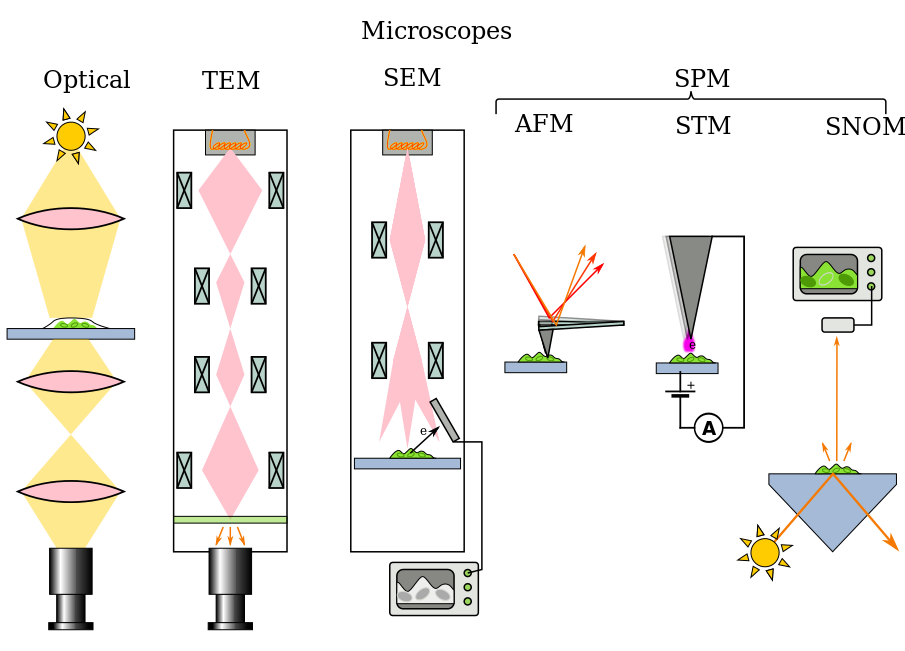 Microscopes
Optical
TEM
SEM
SPM
AFM
STM
SNOM
e
e
+
A